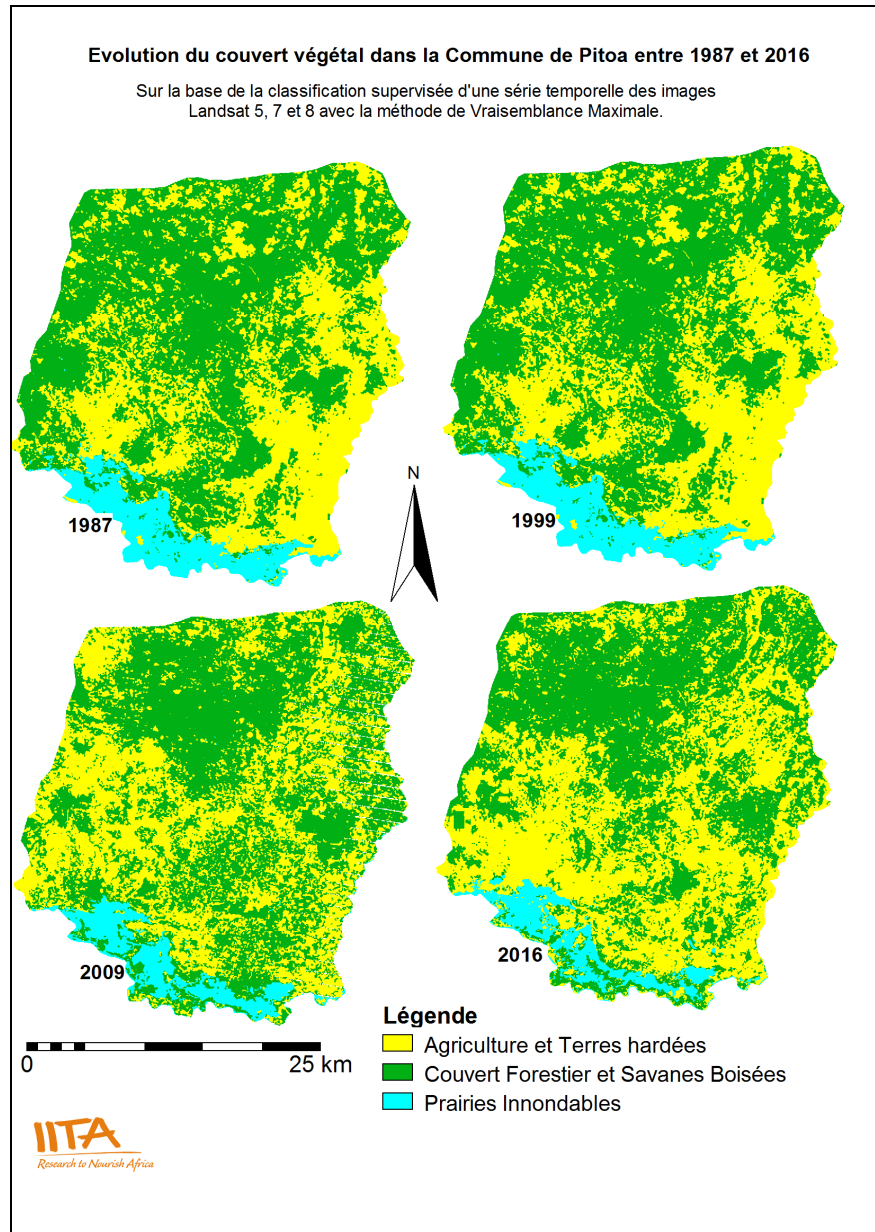 Evolution du couvert végétal dans la Commune de Pitoa entre 1987 et 2016
Sur la base de la classification supervisée d'une série temporelle des images
Landsat 5, 7 et 8 avec la méthode de Vraisemblance Maximale.
N
1987
1999
2009
2016
Légende
Agriculture et Terres hardées
Couvert Forestier et Savanes Boisées
Prairies Innondables
0 25 km
IITA
Research to Nourish Africa